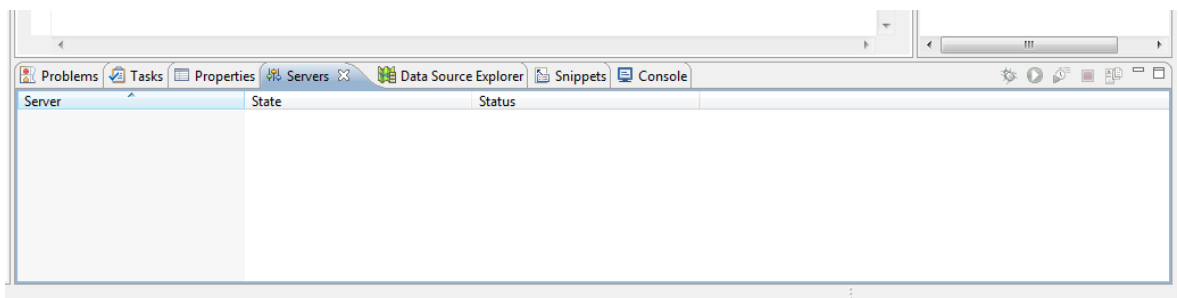 Problems Tasks Properties Servers Data Source Explorer Snippets Console
Server State Status